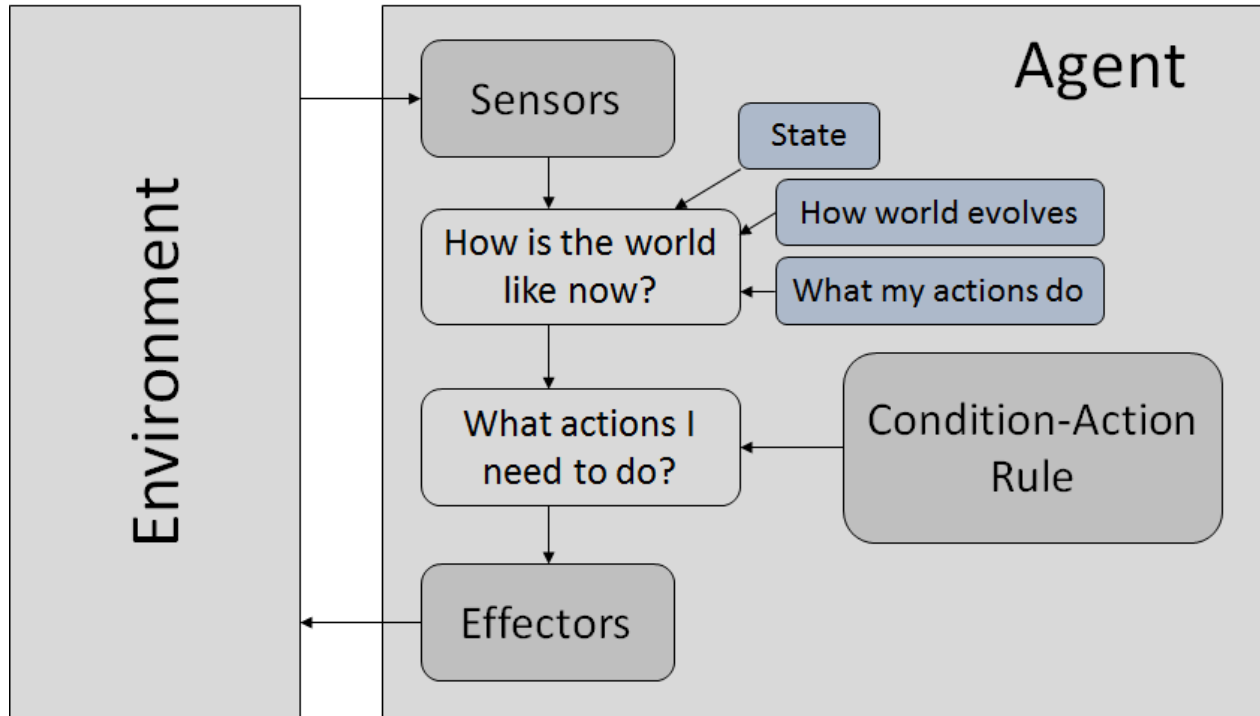 Environment
Agent
Sensors
State
How world evolves
How is the world
like now?
What my actions do
What actions I
need to do?
Condition-Action
Rule
Effectors